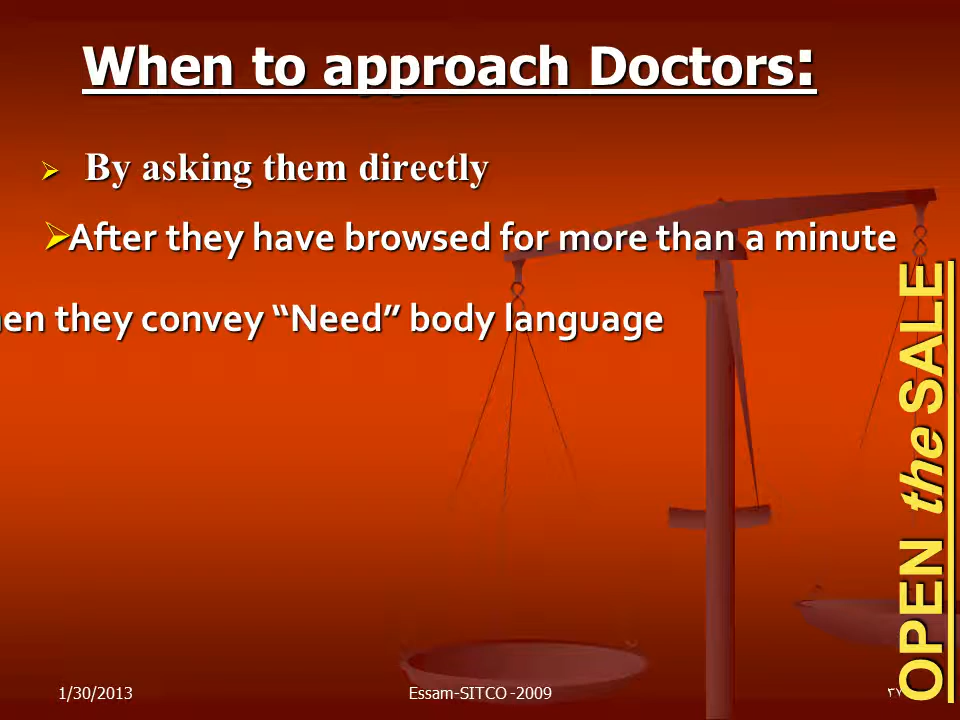 When to approach Doctors:
By asking them directly
After they have browsed for more than a minute
they convey “Need” body language
OPEN the SALE
1/30/2013
Essam-SITCO -2009
٣٧